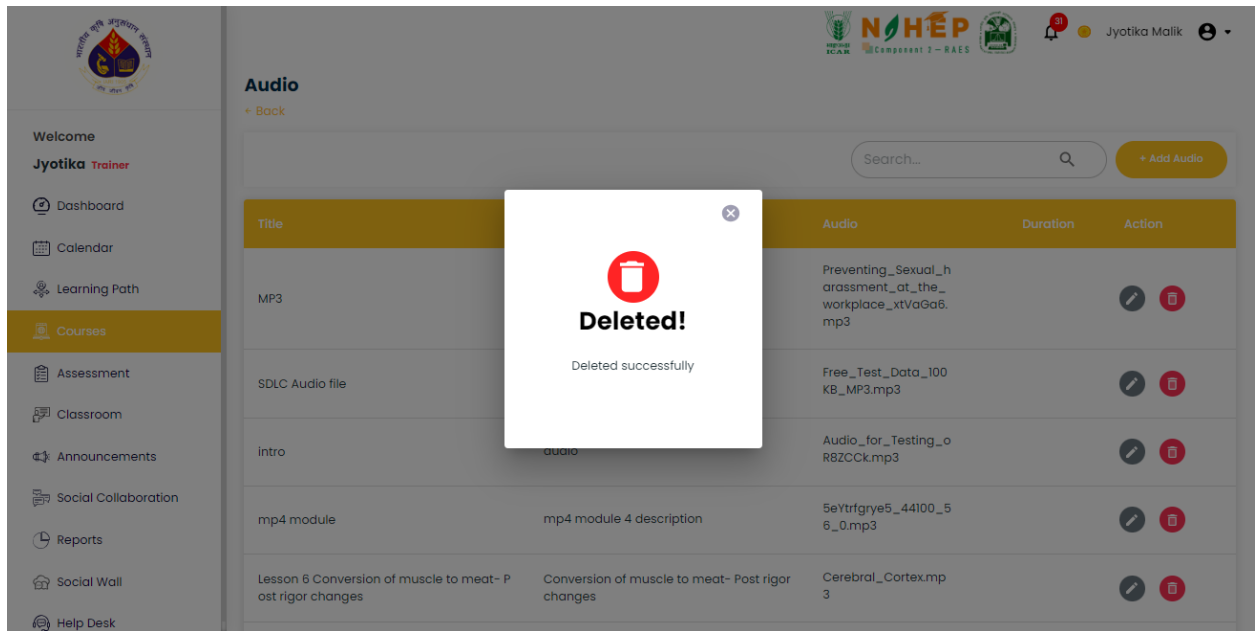 भारतीय कृषि अनुसंधान संस्थान
ICAR
NAHEP
Component 2 – RAES
31
Jyotika Malik
Audio
← Back
Welcome
Jyotika Trainer
Search...
+ Add Audio
Dashboard
Calendar
Learning Path
Courses
Assessment
Classroom
Announcements
Social Collaboration
Reports
Social Wall
Help Desk
Title
Audio
Duration
Action
MP3
Preventing_Sexual_h
arassment_at_the_
workplace_xtVaGa6.
mp3
Deleted!
Deleted successfully
SDLC Audio file
Free_Test_Data_100
KB_MP3.mp3
intro
audio
Audio_for_Testing_o
R8ZCCk.mp3
mp4 module
mp4 module 4 description
5eYtrfgrye5_44100_5
6_0.mp3
Lesson 6 Conversion of muscle to meat- P
ost rigor changes
Conversion of muscle to meat- Post rigor
changes
Cerebral_Cortex.mp
3